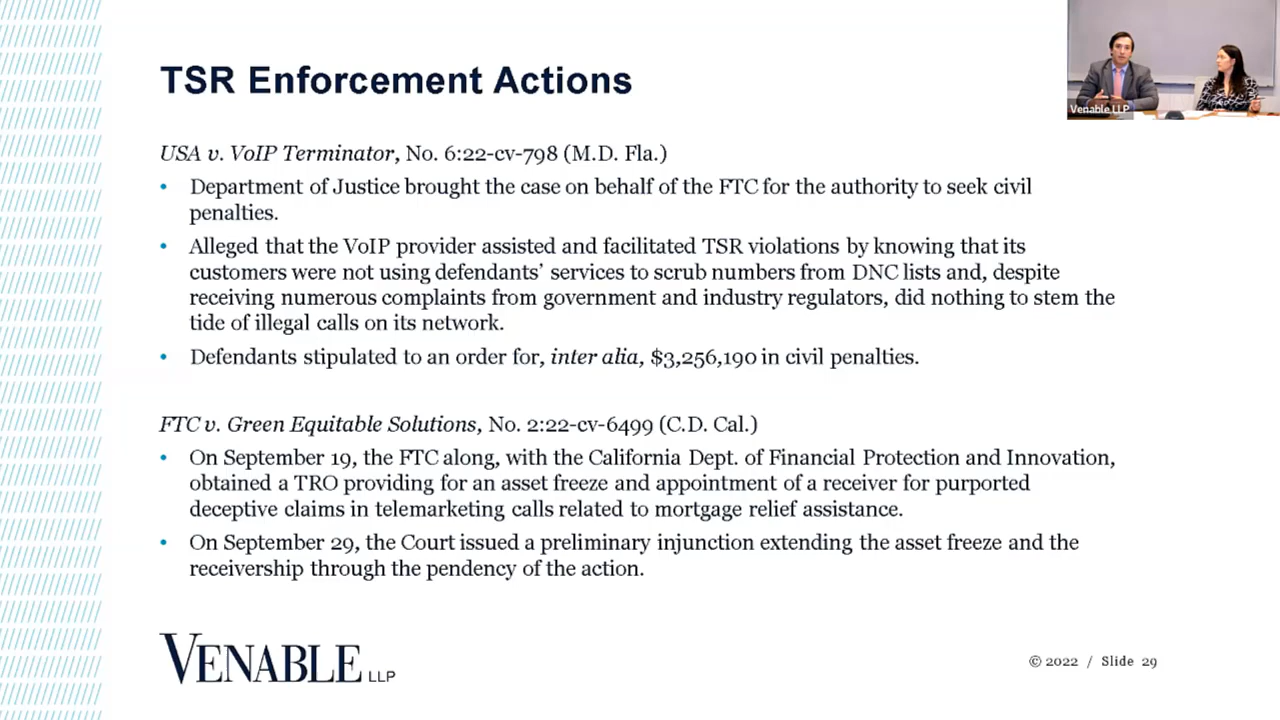 Venable LLP
TSR Enforcement Actions
USA v. VoIP Terminator, No. 6:22-cv-798 (M.D. Fla.)
• Department of Justice brought the case on behalf of the FTC for the authority to seek civil
penalties.
• Alleged that the VoIP provider assisted and facilitated TSR violations by knowing that its
customers were not using defendants’ services to scrub numbers from DNC lists and, despite
receiving numerous complaints from government and industry regulators, did nothing to stem the
tide of illegal calls on its network.
• Defendants stipulated to an order for, inter alia, $3,256,190 in civil penalties.
FTC v. Green Equitable Solutions, No. 2:22-cv-6499 (C.D. Cal.)
• On September 19, the FTC along, with the California Dept. of Financial Protection and Innovation,
obtained a TRO providing for an asset freeze and appointment of a receiver for purported
deceptive claims in telemarketing calls related to mortgage relief assistance.
• On September 29, the Court issued a preliminary injunction extending the asset freeze and the
receivership through the pendency of the action.
VENABLE LLP
© 2022 / Slide 29